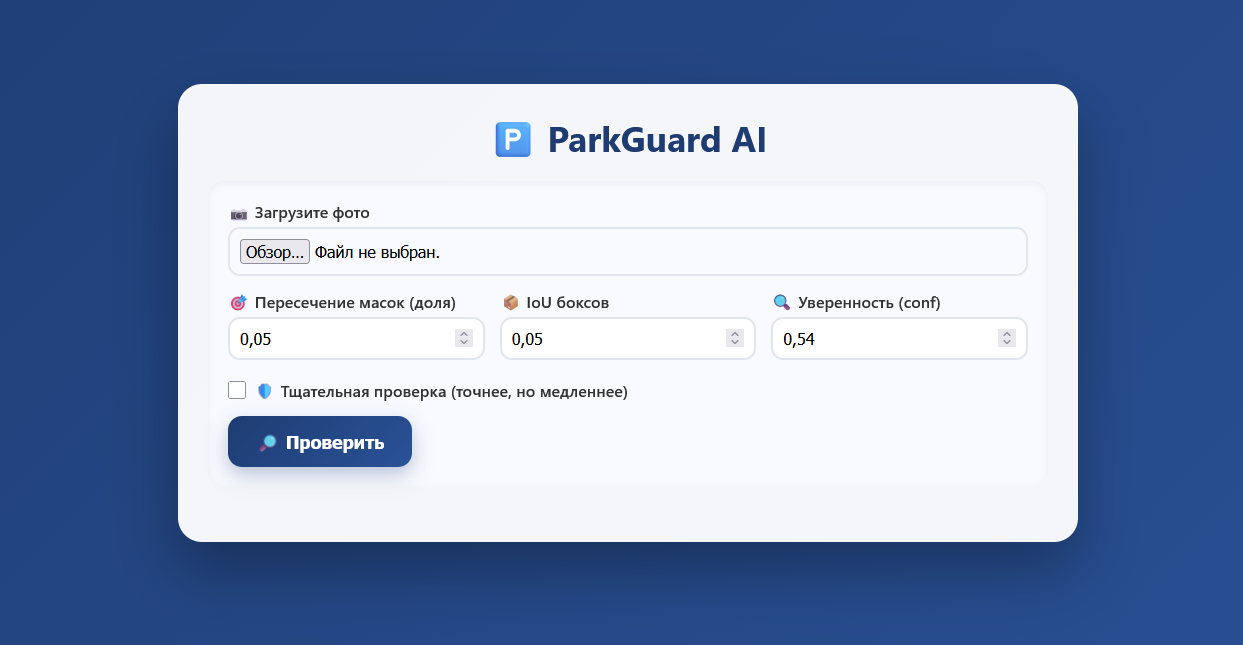 P ParkGuard AI
Загрузите фото
Обзор... Файл не выбран.
Пересечение масок (доля) IoU боксов Уверенность (conf)
0,05 0,05 0,54
Тщательная проверка (точнее, но медленнее)
Проверить